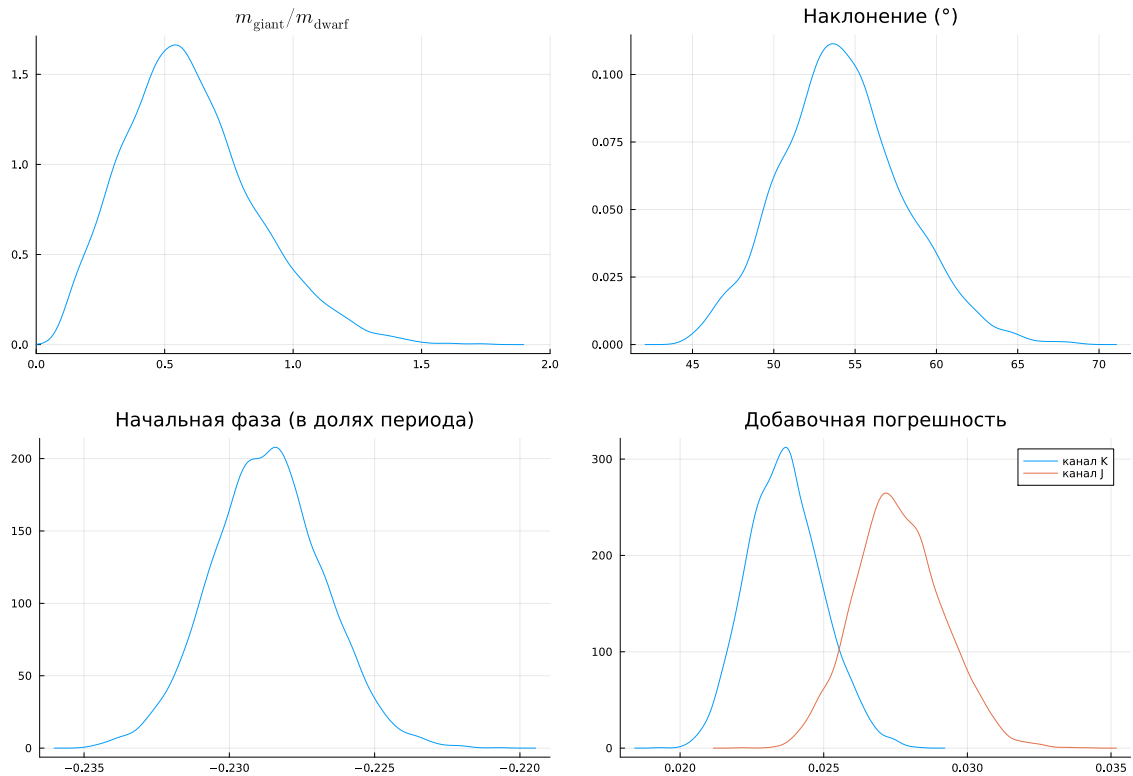 m_giant/m_dwarf
1.5
1.0
0.5
0.0
0.0 0.5 1.0 1.5 2.0
Наклонение (°)
0.100
0.075
0.050
0.025
0.000
45 50 55 60 65 70
Начальная фаза (в долях периода)
200
150
100
50
0
−0.235 −0.230 −0.225 −0.220
Добавочная погрешность
канал K
канал J
300
200
100
0
0.020 0.025 0.030 0.035